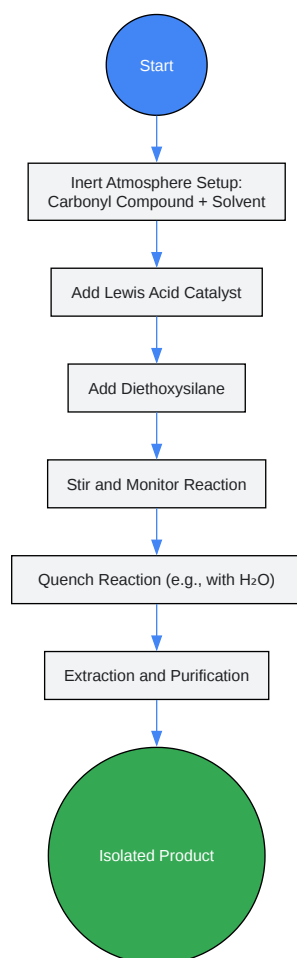 Start
Inert Atmosphere Setup:
Carbonyl Compound + Solvent
Add Lewis Acid Catalyst
Add Diethoxysilane
Stir and Monitor Reaction
Quench Reaction (e.g., with H₂O)
Extraction and Purification
Isolated Product